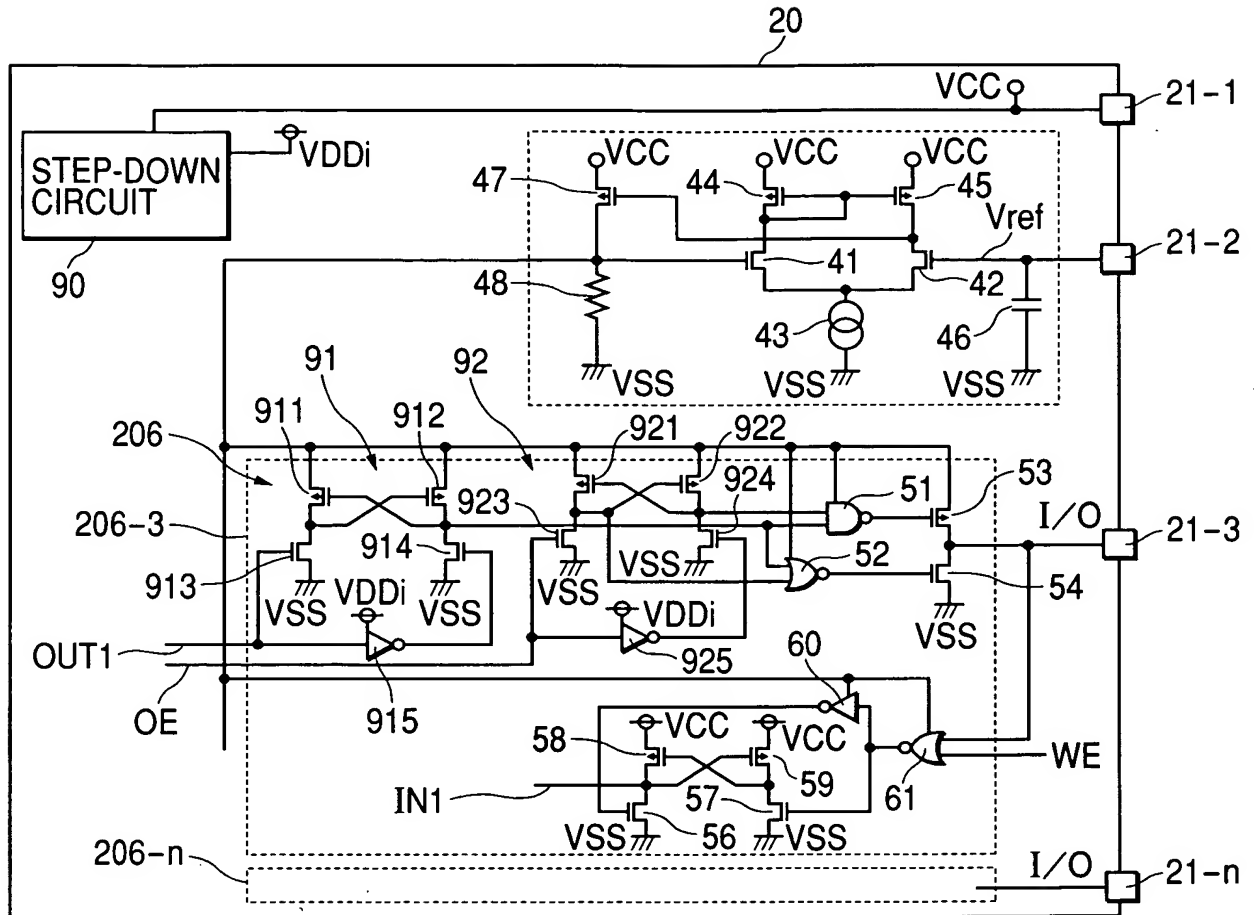 20
VCC
21-1
STEP-DOWN
CIRCUIT
VDDi
90
VCC
VCC
VCC
47
44
45
Vref
21-2
41
42
48
43
46
VSS
VSS
VSS
91
92
911
912
921
922
206
51
53
923
924
206-3
I/O
21-3
914
52
913
VSS
VSS
54
VSS
VSS
VDDi
VDDi
VSS
OUT1
925
60
OE
915
VCC
VCC
58
59
WE
61
IN1
57
VSS
56
VSS
206-n
I/O
21-n